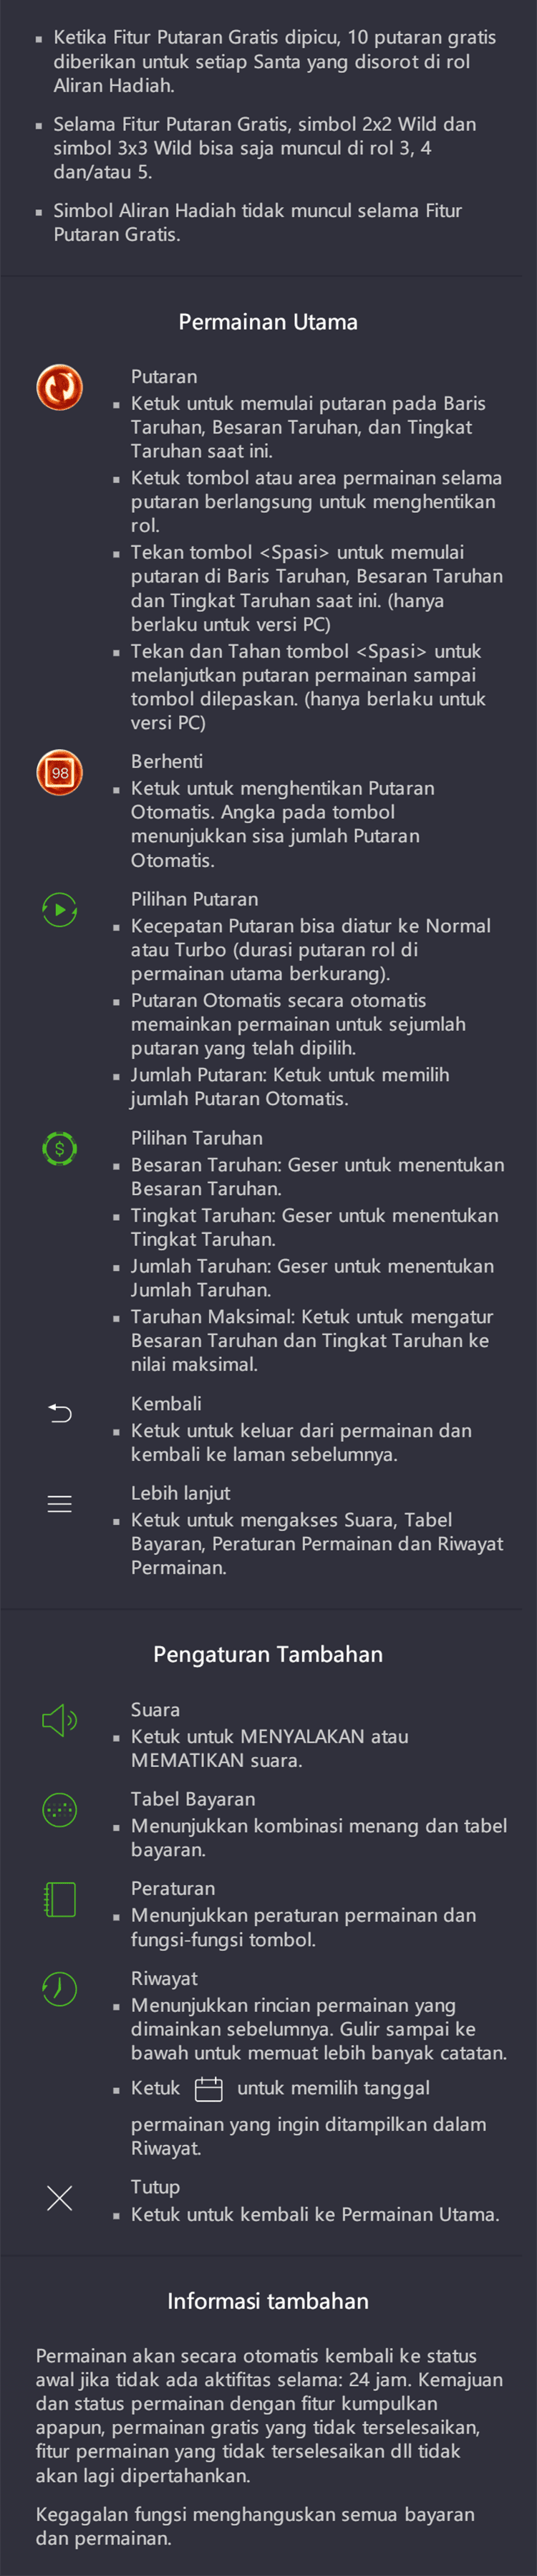 Ketika Fitur Putaran Gratis dipicu, 10 putaran gratis
diberikan untuk setiap Santa yang disorot di rol
Aliran Hadiah.
Selama Fitur Putaran Gratis, simbol 2x2 Wild dan
simbol 3x3 Wild bisa saja muncul di rol 3, 4
dan/atau 5.
Simbol Aliran Hadiah tidak muncul selama Fitur
Putaran Gratis.
Permainan Utama
Putaran
Ketuk untuk memulai putaran pada Baris
Taruhan, Besaran Taruhan, dan Tingkat
Taruhan saat ini.
Ketuk tombol atau area permainan selama
putaran berlangsung untuk menghentikan
rol.
Tekan tombol <Spasi> untuk memulai
putaran di Baris Taruhan, Besaran Taruhan
dan Tingkat Taruhan saat ini. (hanya
berlaku untuk versi PC)
Tekan dan Tahan tombol <Spasi> untuk
melanjutkan putaran permainan sampai
tombol dilepaskan. (hanya berlaku untuk
versi PC)
98
Berhenti
Ketuk untuk menghentikan Putaran
Otomatis. Angka pada tombol
menunjukkan sisa jumlah Putaran
Otomatis.
Pilihan Putaran
Kecepatan Putaran bisa diatur ke Normal
atau Turbo (durasi putaran rol di
permainan utama berkurang).
Putaran Otomatis secara otomatis
memainkan permainan untuk sejumlah
putaran yang telah dipilih.
Jumlah Putaran: Ketuk untuk memilih
jumlah Putaran Otomatis.
$
Pilihan Taruhan
Besaran Taruhan: Geser untuk menentukan
Besaran Taruhan.
Tingkat Taruhan: Geser untuk menentukan
Tingkat Taruhan.
Jumlah Taruhan: Geser untuk menentukan
Jumlah Taruhan.
Taruhan Maksimal: Ketuk untuk mengatur
Besaran Taruhan dan Tingkat Taruhan ke
nilai maksimal.
Kembali
Ketuk untuk keluar dari permainan dan
kembali ke laman sebelumnya.
Lebih lanjut
Ketuk untuk mengakses Suara, Tabel
Bayaran, Peraturan Permainan dan Riwayat
Permainan.
Pengaturan Tambahan
Suara
Ketuk untuk MENYALAKAN atau
MEMATIKAN suara.
Tabel Bayaran
Menunjukkan kombinasi menang dan tabel
bayaran.
Peraturan
Menunjukkan peraturan permainan dan
fungsi-fungsi tombol.
Riwayat
Menunjukkan rincian permainan yang
dimainkan sebelumnya. Gulir sampai ke
bawah untuk memuat lebih banyak catatan.
Ketuk untuk memilih tanggal
permainan yang ingin ditampilkan dalam
Riwayat.
Tutup
Ketuk untuk kembali ke Permainan Utama.
Informasi tambahan
Permainan akan secara otomatis kembali ke status
awal jika tidak ada aktifitas selama: 24 jam. Kemajuan
dan status permainan dengan fitur kumpulkan
apapun, permainan gratis yang tidak terselesaikan,
fitur permainan yang tidak terselesaikan dll tidak
akan lagi dipertahankan.
Kegagalan fungsi menghanguskan semua bayaran
dan permainan.